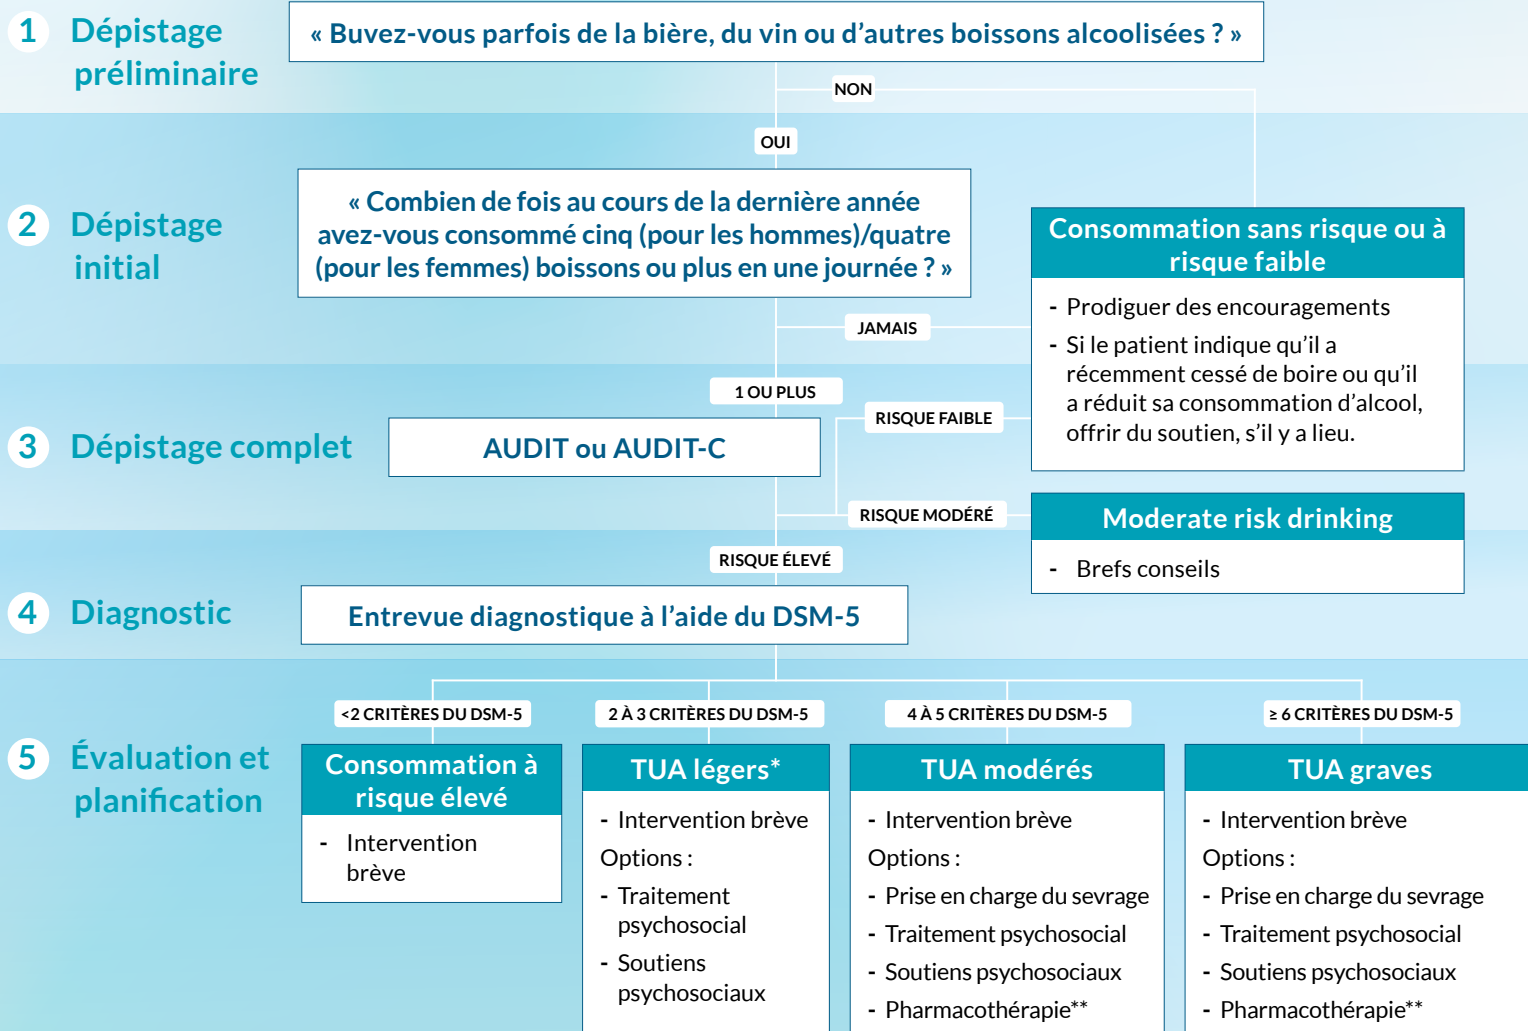 1 Dépistage
préliminaire
« Buvez-vous parfois de la bière, du vin ou d'autres boissons alcoolisées ? »
NON
OUI
2 Dépistage
initial
« Combien de fois au cours de la dernière année
avez-vous consommé cinq (pour les hommes)/quatre
(pour les femmes) boissons ou plus en une journée ? »
JAMAIS
Consommation sans risque ou à
risque faible
- Prodiguer des encouragements
- Si le patient indique qu'il a
récemment cessé de boire ou qu'il
a réduit sa consommation d'alcool,
offrir du soutien, s'il y a lieu.
1 OU PLUS
3 Dépistage complet
AUDIT ou AUDIT-C
RISQUE FAIBLE
RISQUE MODÉRÉ
Moderate risk drinking
- Brefs conseils
RISQUE ÉLEVÉ
4 Diagnostic
Entrevue diagnostique à l'aide du DSM-5
5 Évaluation et
planification
<2 CRITÈRES DU DSM-5
Consommation à
risque élevé
- Intervention
brève
2 À 3 CRITÈRES DU DSM-5
TUA légers*
- Intervention brève
Options :
- Traitement
psychosocial
- Soutiens
psychosociaux
4 À 5 CRITÈRES DU DSM-5
TUA modérés
- Intervention brève
Options :
- Prise en charge du sevrage
- Traitement psychosocial
- Soutiens psychosociaux
- Pharmacothérapie**
≥ 6 CRITÈRES DU DSM-5
TUA graves
- Intervention brève
Options :
- Prise en charge du sevrage
- Traitement psychosocial
- Soutiens psychosociaux
- Pharmacothérapie**